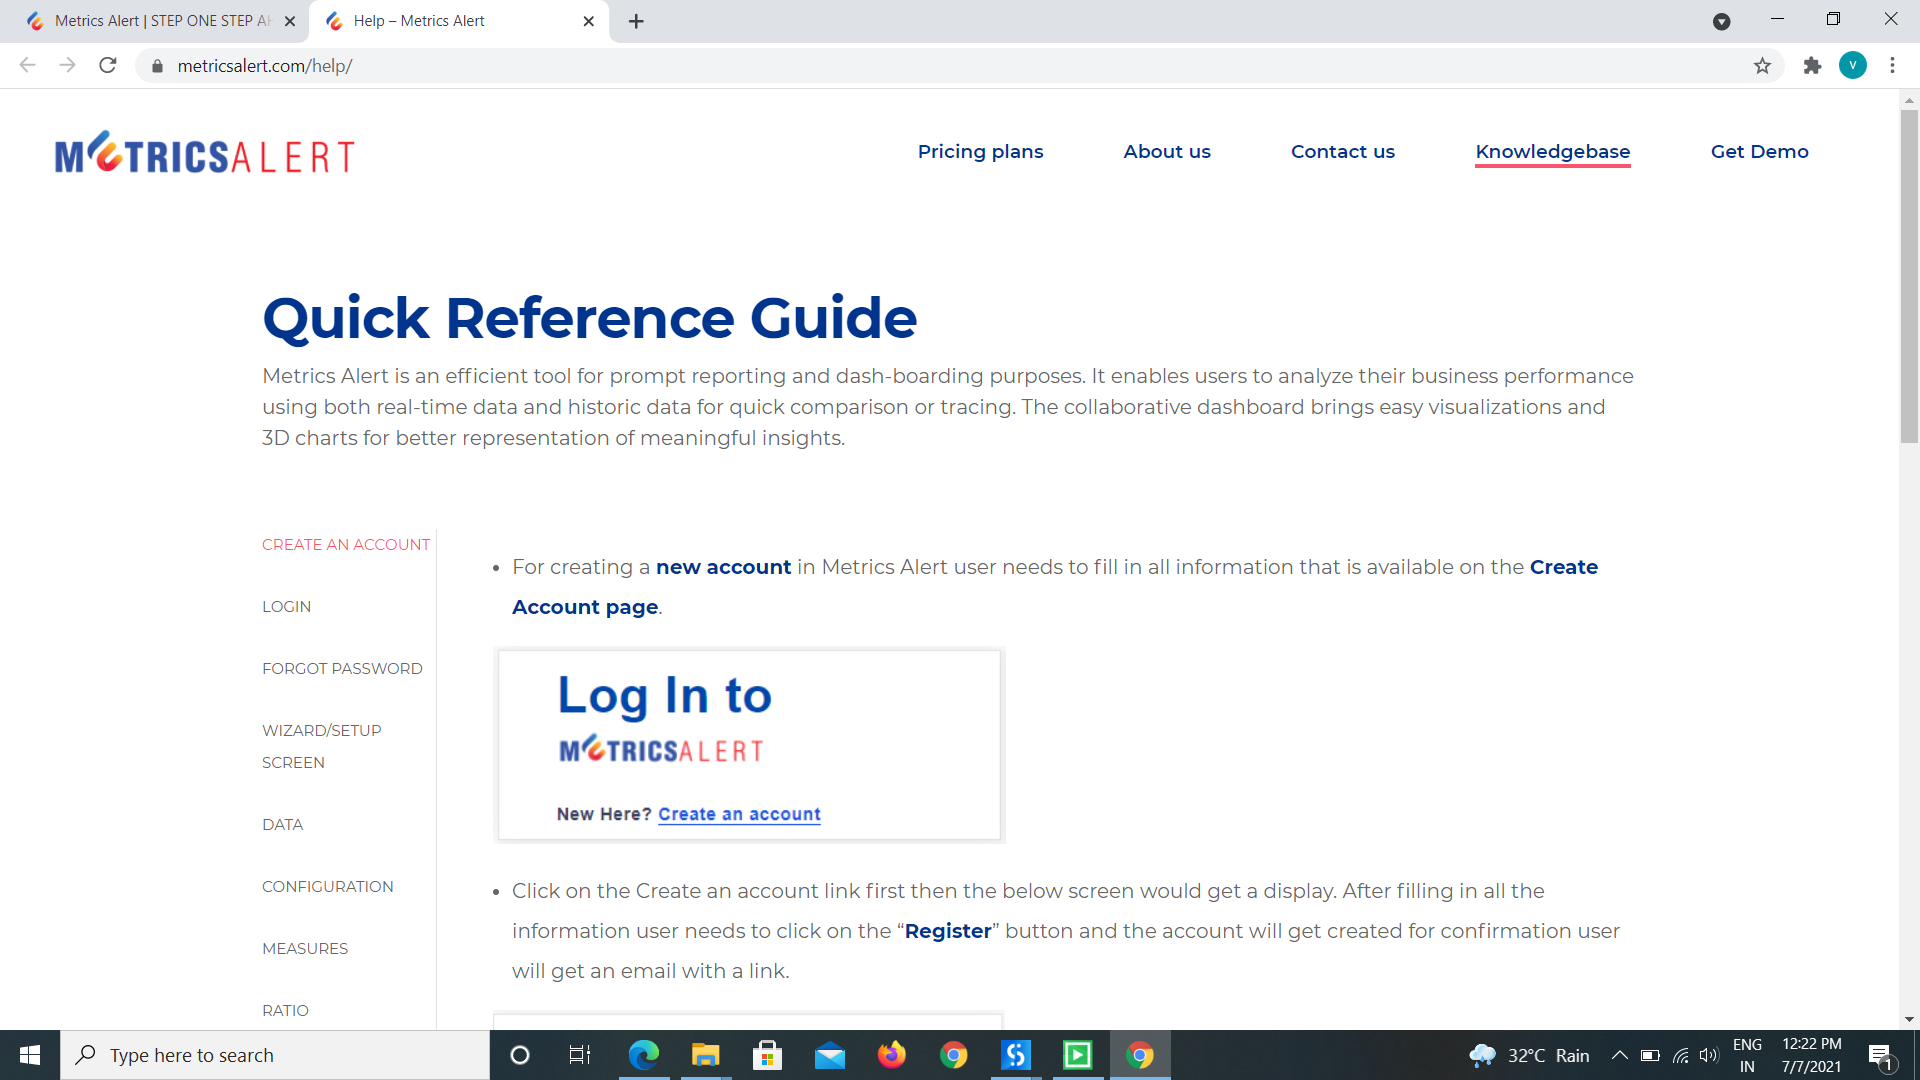 Metrics Alert | STEP ONE STEP AH
Help – Metrics Alert
metricsalert.com/help/
V
METRICSALERT
Pricing plans
About us
Contact us
Knowledgebase
Get Demo
Quick Reference Guide
Metrics Alert is an efficient tool for prompt reporting and dash-boarding purposes. It enables users to analyze their business performance
using both real-time data and historic data for quick comparison or tracing. The collaborative dashboard brings easy visualizations and
3D charts for better representation of meaningful insights.
CREATE AN ACCOUNT
LOGIN
FORGOT PASSWORD
WIZARD/SETUP
SCREEN
DATA
CONFIGURATION
MEASURES
RATIO
• For creating a new account in Metrics Alert user needs to fill in all information that is available on the Create
Account page.
Log In to
METRICSALERT
New Here? Create an account
• Click on the Create an account link first then the below screen would get a display. After filling in all the
information user needs to click on the “Register” button and the account will get created for confirmation user
will get an email with a link.
Type here to search
32°C Rain
ENG
IN
12:22 PM
7/7/2021
1